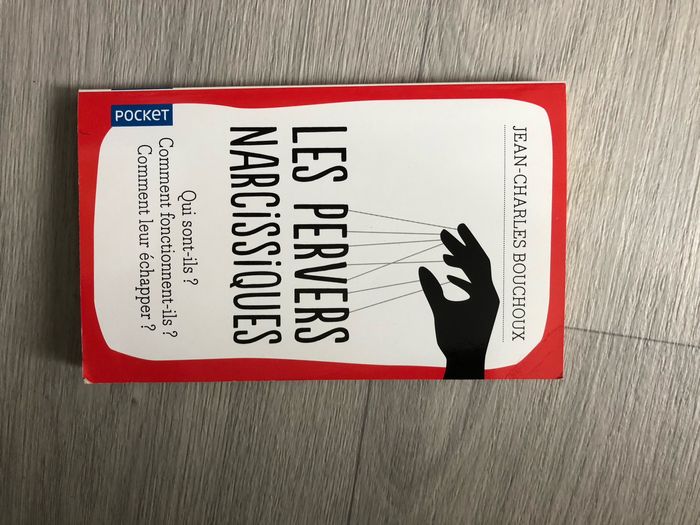 JEAN-CHARLES BOUCHOUX
LES PERVERS
NARCiSSiQUES
Qui sont-ils ?
Comment fonctionnent-ils ?
Comment leur échapper ?
POCKET